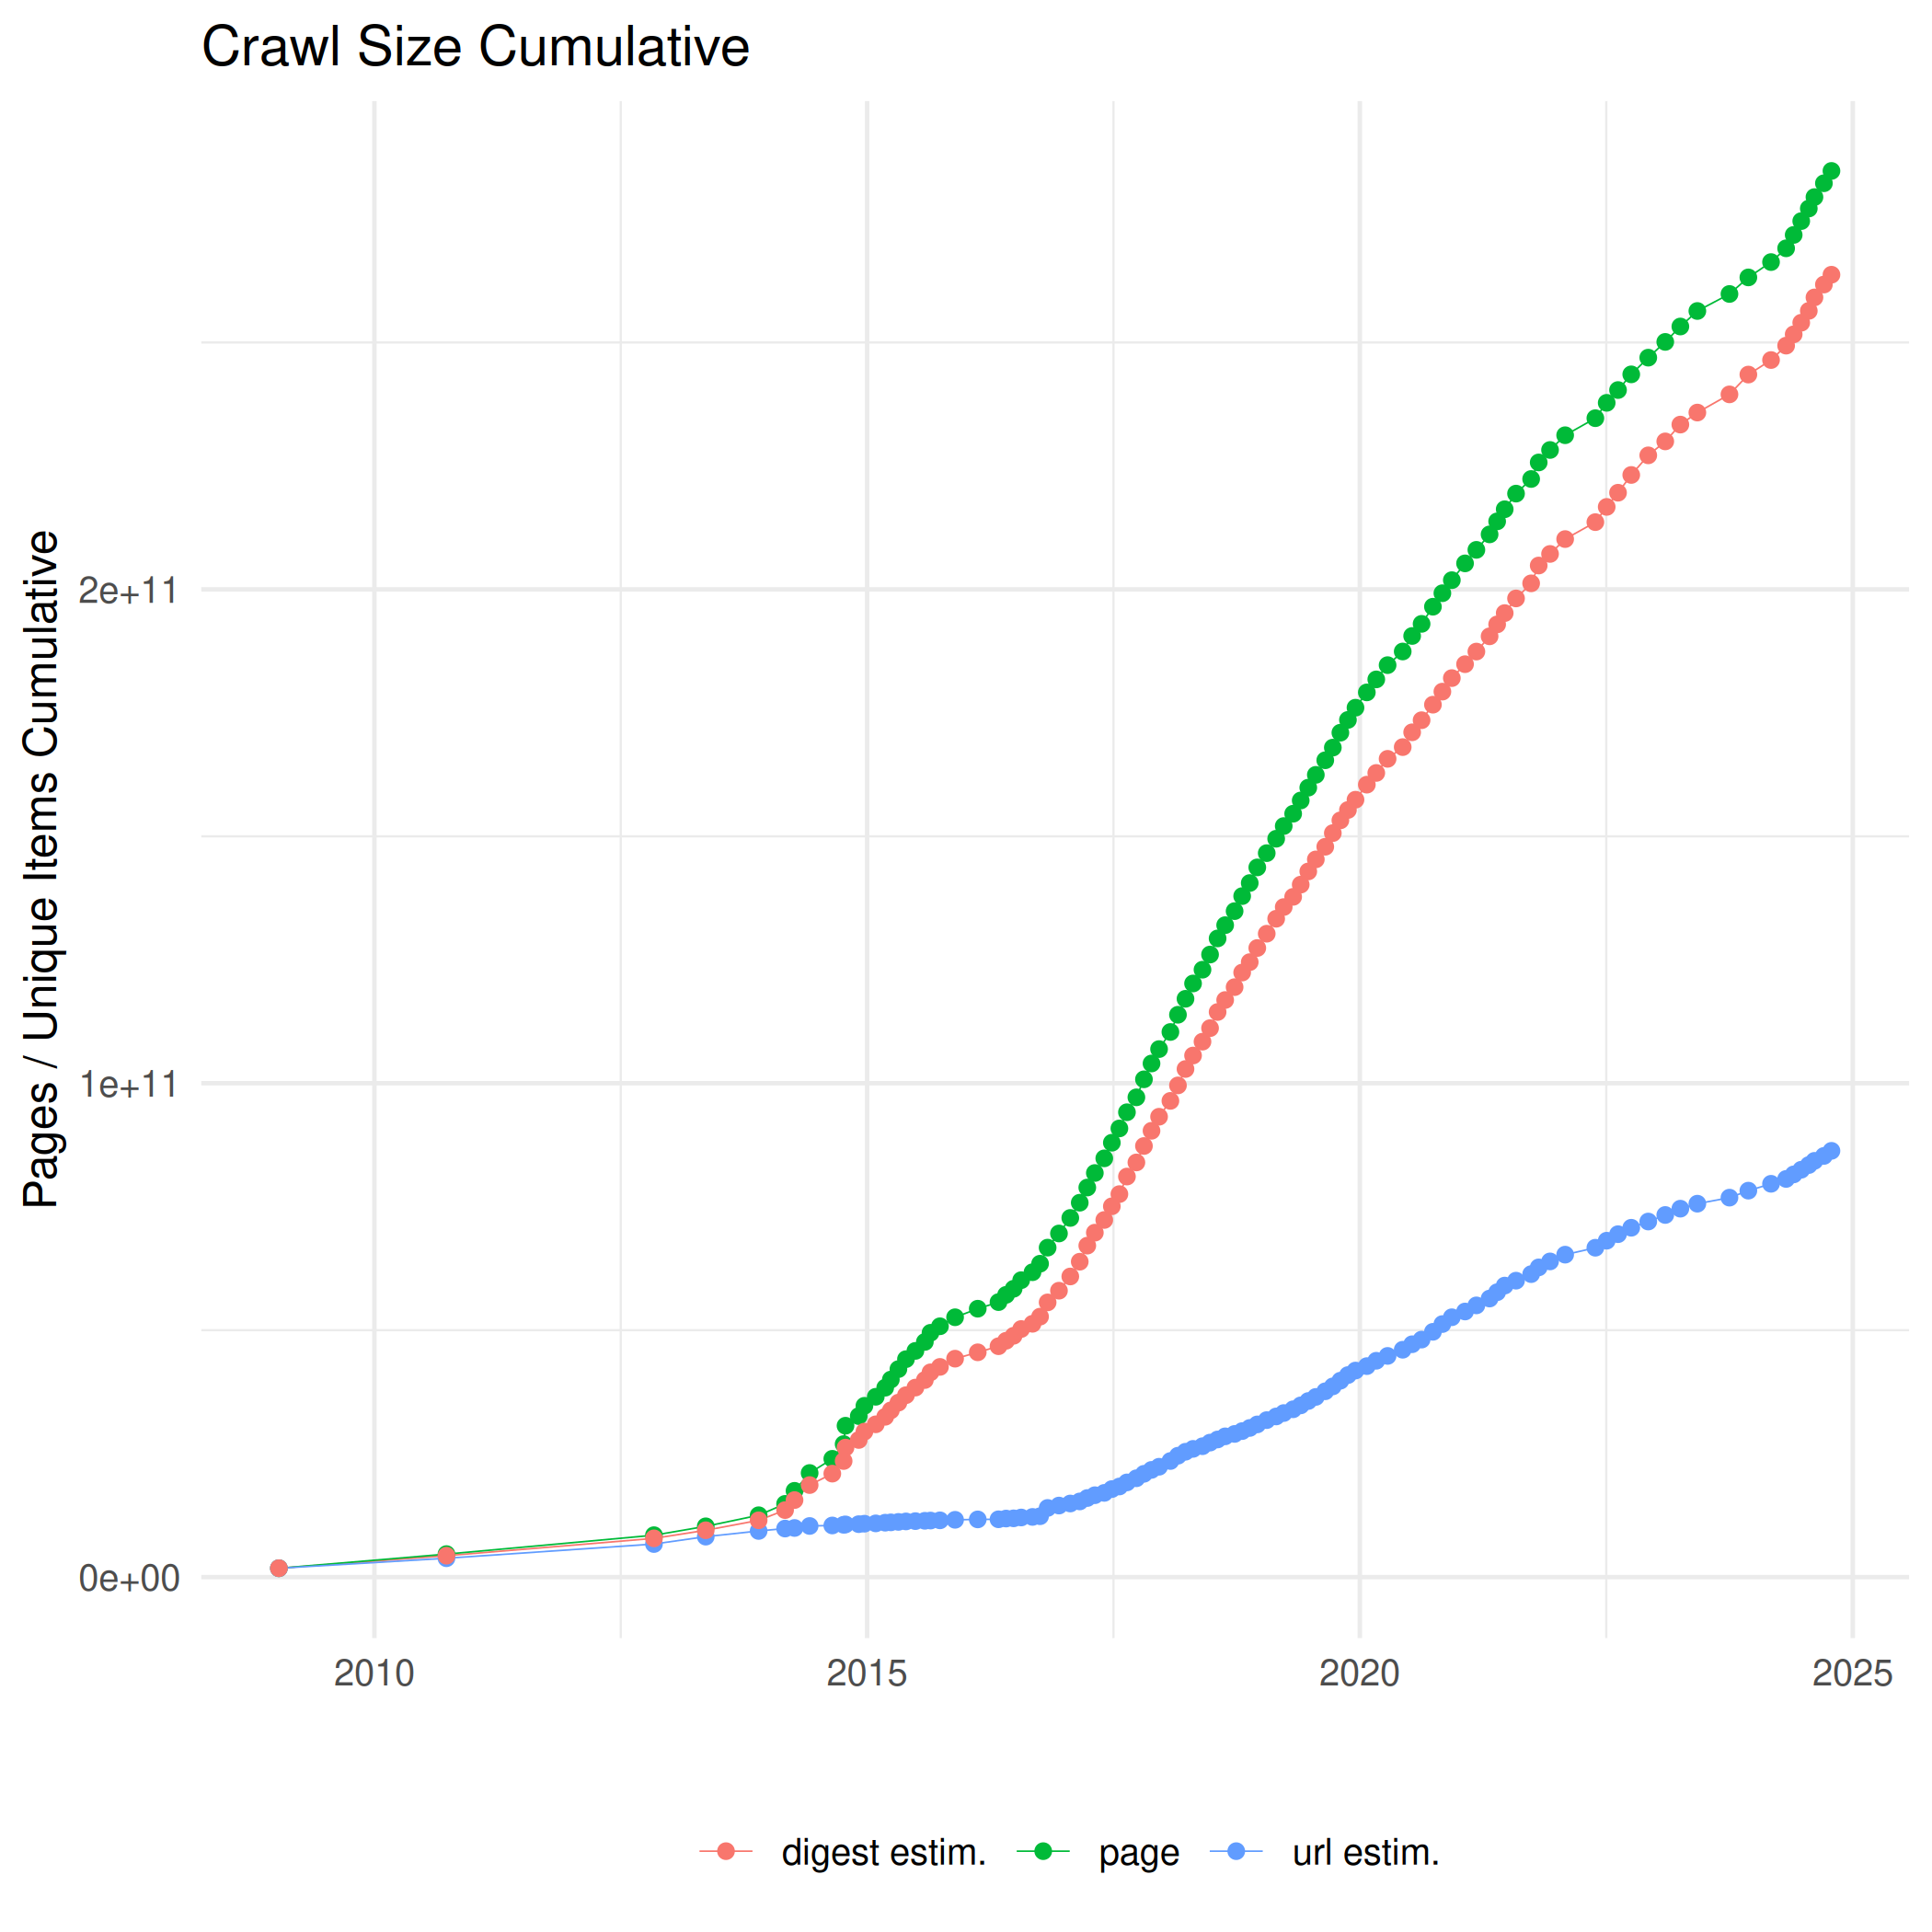 Crawl Size Cumulative
Pages / Unique Items Cumulative
2e+11
1e+11
0e+00
2010 2015 2020 2025
digest estim. page url estim.